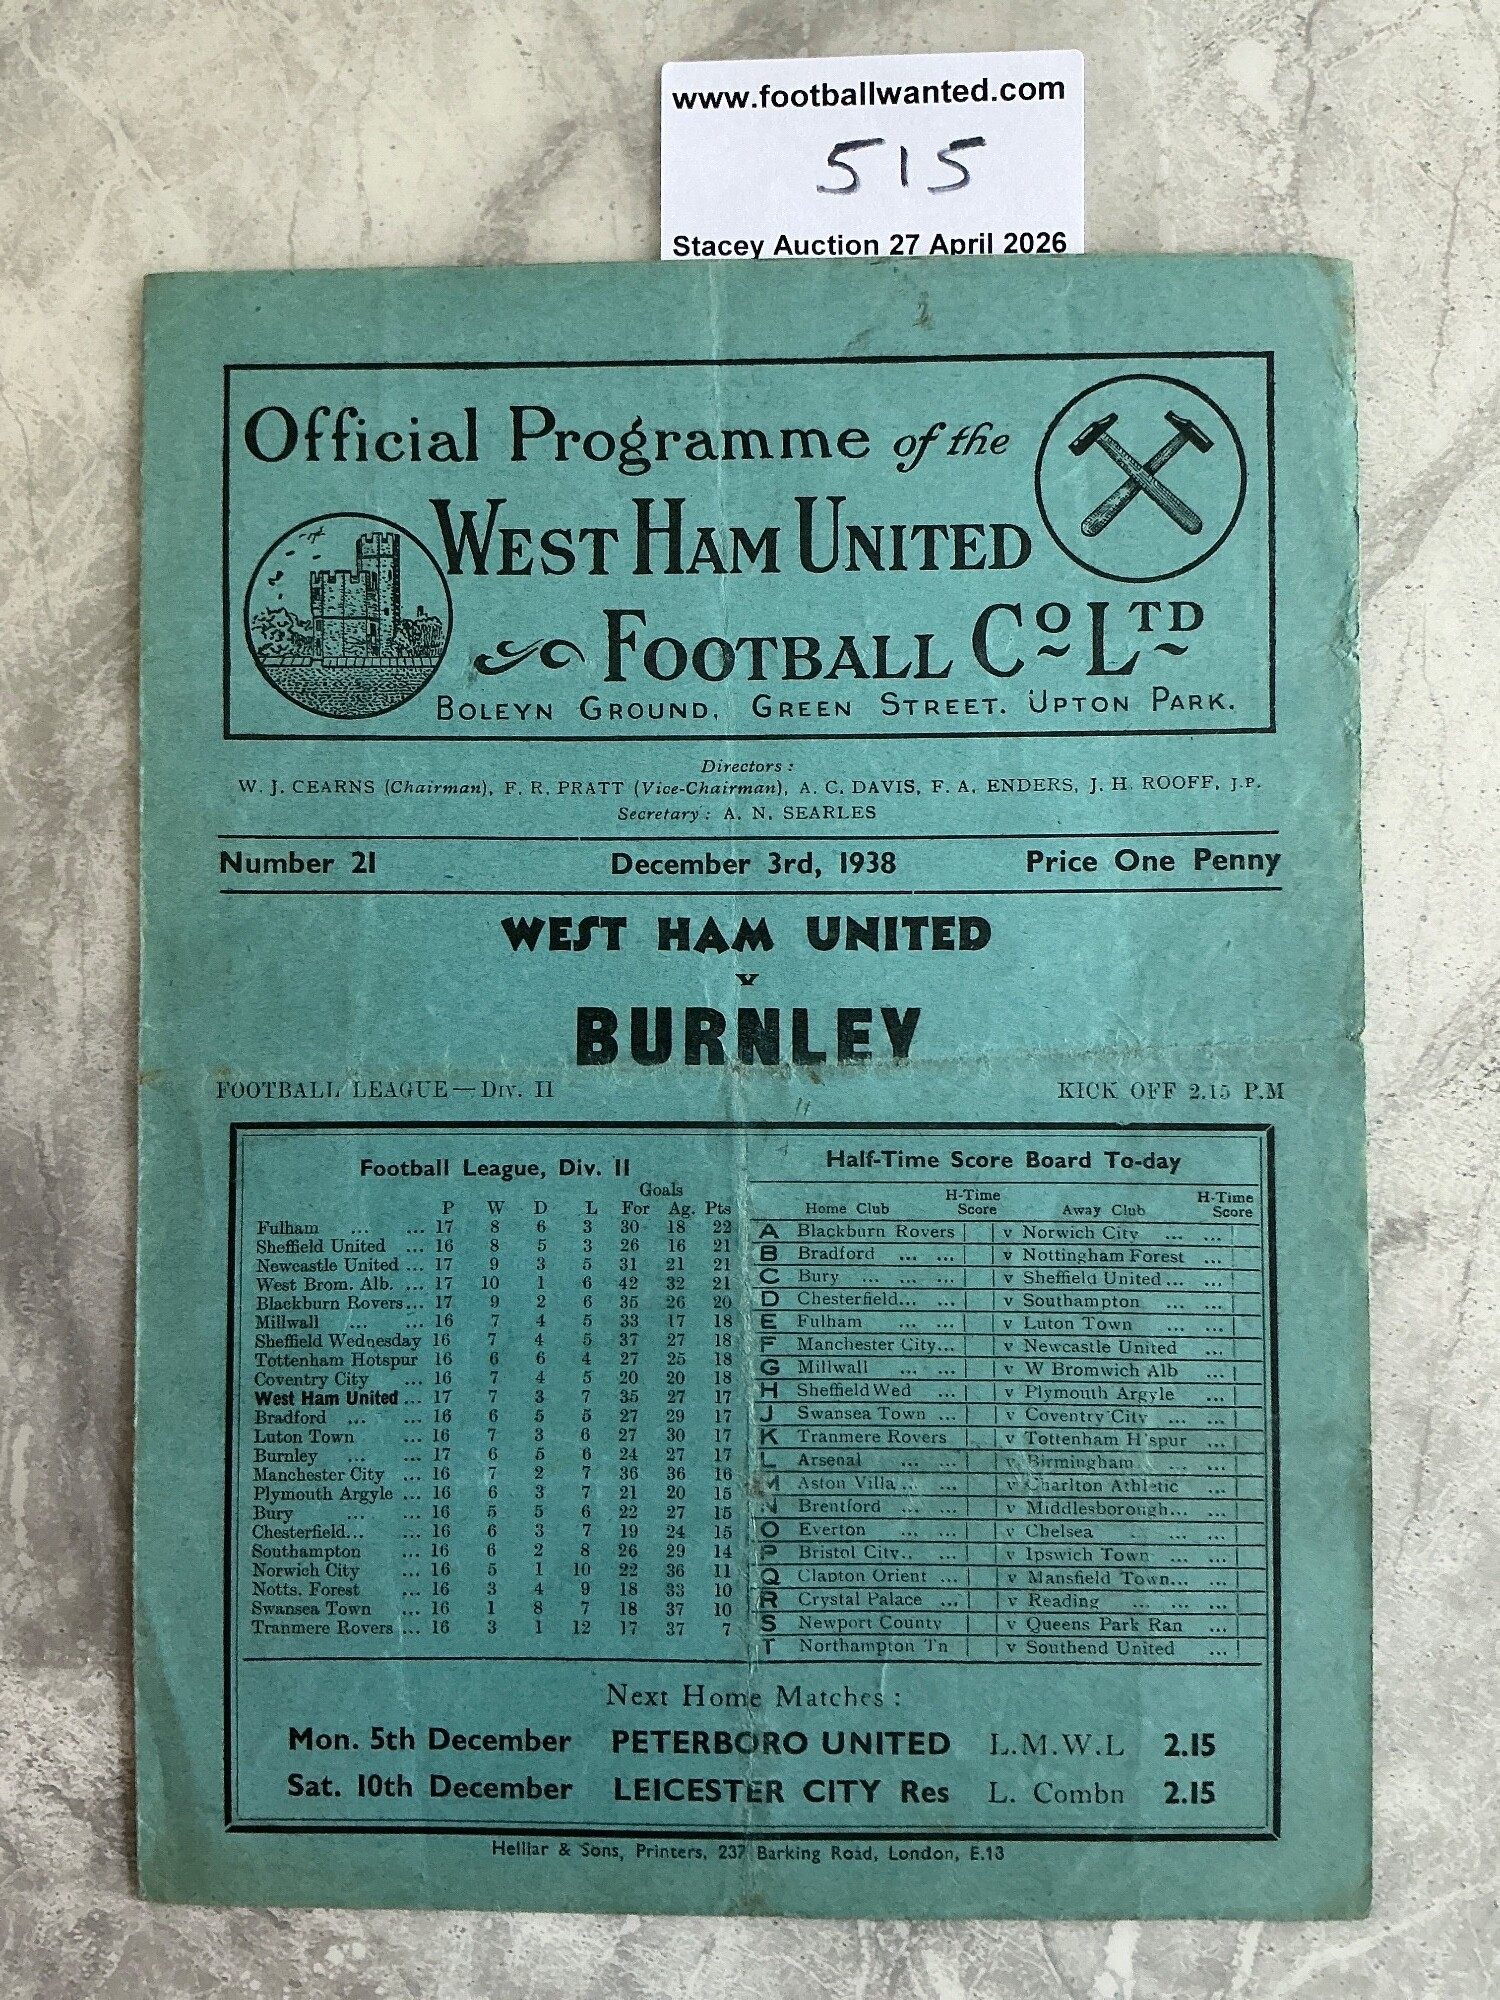 www.footballwanted.com
515
Stacey Auction 27 April 2026
Official Programme of the
WEST HAM UNITED
FOOTBALL CO LTD
BOLEYN GROUND, GREEN STREET. UPTON PARK.
Directors :
W. J. CEARNS (Chairman), F. R. PRATT (Vice-Chairman), A. C. DAVIS, F. A. ENDERS, J. H. ROOFF, J.P.
Secretary : A. N. SEARLES
Number 21 December 3rd, 1938 Price One Penny
WEST HAM UNITED
v
BURNLEY
FOOTBALL LEAGUE — DIV. II KICK OFF 2.15 P.M
Football League, Div. II
Goals
P W D L For Ag. Pts
Fulham ... ... 17 8 6 3 30 18 22
Sheffield United ... 16 8 5 3 26 16 21
Newcastle United ... 17 9 3 5 31 21 21
West Brom. Alb. ... 17 10 1 6 42 32 21
Blackburn Rovers... 17 9 2 6 35 26 20
Millwall ... ... 16 7 4 5 33 17 18
Sheffield Wednesday 16 7 4 5 37 27 18
Tottenham Hotspur 16 6 6 4 27 25 18
Coventry City ... 16 7 4 5 20 20 18
West Ham United ... 17 7 3 7 35 27 17
Bradford ... ... 16 6 5 5 27 29 17
Luton Town ... 16 7 3 6 27 30 17
Burnley ... ... 17 6 5 6 24 27 17
Manchester City ... 16 7 2 7 36 36 16
Plymouth Argyle ... 16 6 3 7 21 20 15
Bury ... ... 16 5 5 6 22 27 15
Chesterfield... ... 16 6 3 7 19 24 15
Southampton ... 16 6 2 8 26 29 14
Norwich City ... 16 5 1 10 22 36 11
Notts. Forest ... 16 3 4 9 18 33 10
Swansea Town ... 16 1 8 7 18 37 10
Tranmere Rovers ... 16 3 1 12 17 37 7
Half-Time Score Board To-day
Home Club H-Time Score Away Club H-Time Score
A Blackburn Rovers v Norwich City ... ...
B Bradford ... ... v Nottingham Forest ...
C Bury ... ... ... v Sheffield United ... ...
D Chesterfield... ... v Southampton ... ...
E Fulham ... ... v Luton Town ... ...
F Manchester City... v Newcastle United ...
G Millwall ... ... v W Bromwich Alb ...
H Sheffield Wed ... v Plymouth Argyle ...
J Swansea Town ... v Coventry City ... ...
K Tranmere Rovers v Tottenham H'spur ...
L Arsenal ... ... v Birmingham ... ...
M Aston Villa ... ... v Charlton Athletic ...
N Brentford ... ... v Middlesborough... ...
O Everton ... ... v Chelsea ... ...
P Bristol City.. ... v Ipswich Town ... ...
Q Clapton Orient ... v Mansfield Town... ...
R Crystal Palace ... v Reading ... ... ...
S Newport County v Queens Park Ran ...
T Northampton Tn v Southend United ...
Next Home Matches :
Mon. 5th December PETERBORO UNITED L.M.W.L 2.15
Sat. 10th December LEICESTER CITY Res L. Combn 2.15
Helliar & Sons, Printers, 237 Barking Road, London, E.13